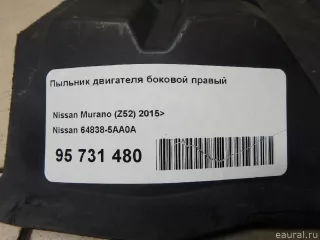 Пыльник двигателя боковой правый
Nissan Murano (Z52) 2015>
Nissan 64838-5AA0A
95 731 480
eaural.ru